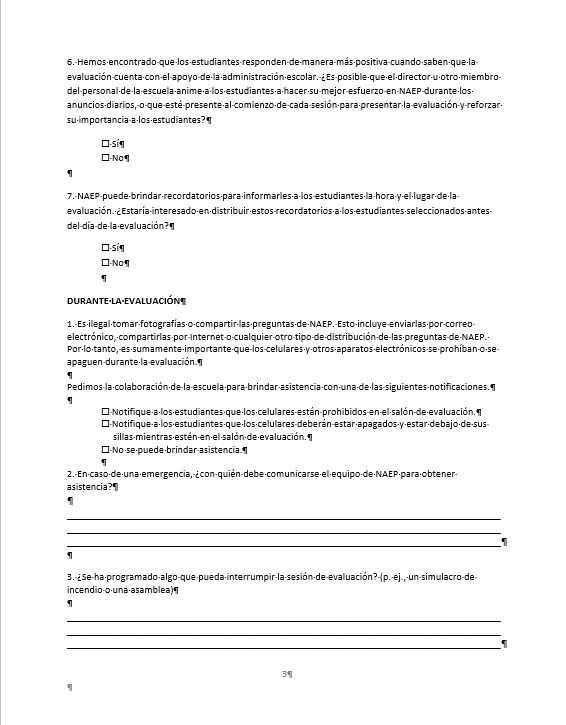 6. Hemos encontrado que los estudiantes responden de manera más positiva cuando saben que la
evaluación cuenta con el apoyo de la administración escolar. ¿Es posible que el director u otro miembro
del personal de la escuela anime a los estudiantes a hacer su mejor esfuerzo en NAEP durante los
anuncios diarios, o que esté presente al comienzo de cada sesión para presentar la evaluación y reforzar
su importancia a los estudiantes?¶
☐ Sí¶
☐ No¶
¶
7. NAEP puede brindar recordatorios para informarles a los estudiantes la hora y el lugar de la
evaluación. ¿Estaría interesado en distribuir estos recordatorios a los estudiantes seleccionados antes
del día de la evaluación?¶
☐ Sí¶
☐ No¶
¶
DURANTE LA EVALUACIÓN¶
1. Es ilegal tomar fotografías o compartir las preguntas de NAEP. Esto incluye enviarlas por correo
electrónico, compartirlas por Internet o cualquier otro tipo de distribución de las preguntas de NAEP.
Por lo tanto, es sumamente importante que los celulares y otros aparatos electrónicos se prohíban o se
apaguen durante la evaluación.¶
¶
Pedimos la colaboración de la escuela para brindar asistencia con una de las siguientes notificaciones.¶
¶
☐ Notifique a los estudiantes que los celulares están prohibidos en el salón de evaluación.¶
☐ Notifique a los estudiantes que los celulares deberán estar apagados y estar debajo de sus
sillas mientras estén en el salón de evaluación.¶
☐ No se puede brindar asistencia.¶
¶
2. En caso de una emergencia, ¿con quién debe comunicarse el equipo de NAEP para obtener
asistencia?¶
¶
¶
¶
3. ¿Se ha programado algo que pueda interrumpir la sesión de evaluación? (p. ej., un simulacro de
incendio o una asamblea)¶
¶
¶
3¶
¶